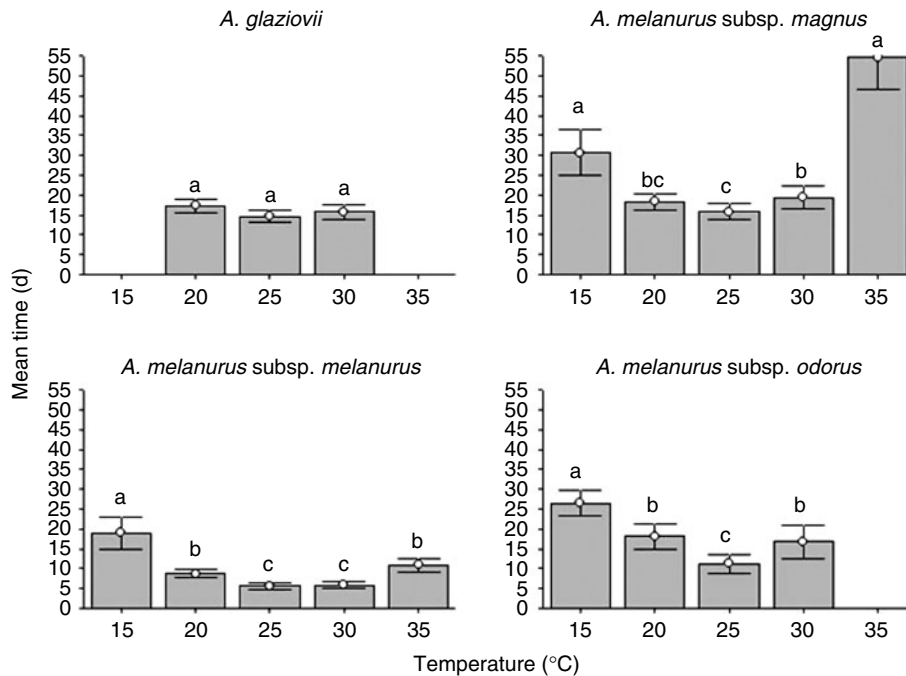 A. glaziovii
A. melanurus subsp. magnus
55
50
45
40
35
30
25
20
15
10
5
0
a
a
a
15 20 25 30 35
55
50
45
40
35
30
25
20
15
10
5
0
a
bc
c
b
a
15 20 25 30 35
Mean time (d)
A. melanurus subsp. melanurus
A. melanurus subsp. odorus
55
50
45
40
35
30
25
20
15
10
5
0
a
b
c
c
b
15 20 25 30 35
55
50
45
40
35
30
25
20
15
10
5
0
a
b
c
b
15 20 25 30 35
Temperature (°C)